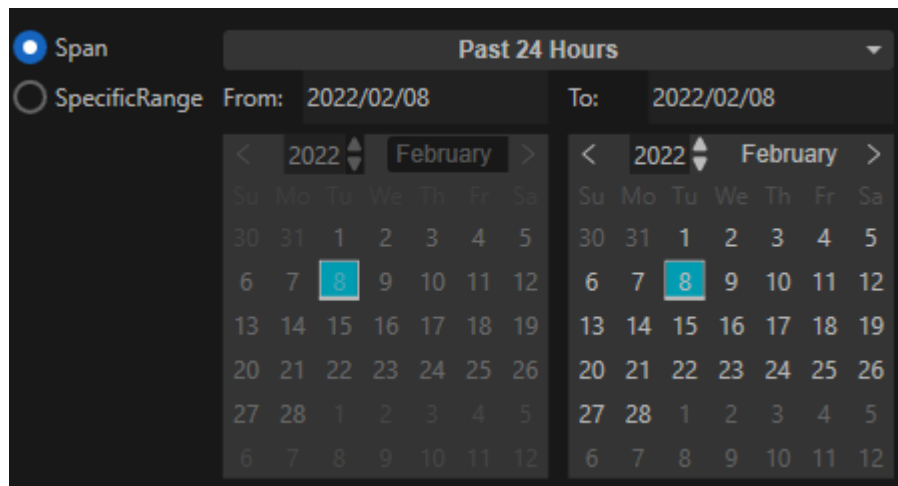 Span Past 24 Hours
SpecificRange From: 2022/02/08 To: 2022/02/08
< 2022 February > < 2022 February >
Su Mo Tu We Th Fr Sa Su Mo Tu We Th Fr Sa
30 31 1 2 3 4 5 30 31 1 2 3 4 5
6 7 8 9 10 11 12 6 7 8 9 10 11 12
13 14 15 16 17 18 19 13 14 15 16 17 18 19
20 21 22 23 24 25 26 20 21 22 23 24 25 26
27 28 1 2 3 4 5 27 28 1 2 3 4 5
6 7 8 9 10 11 12 6 7 8 9 10 11 12